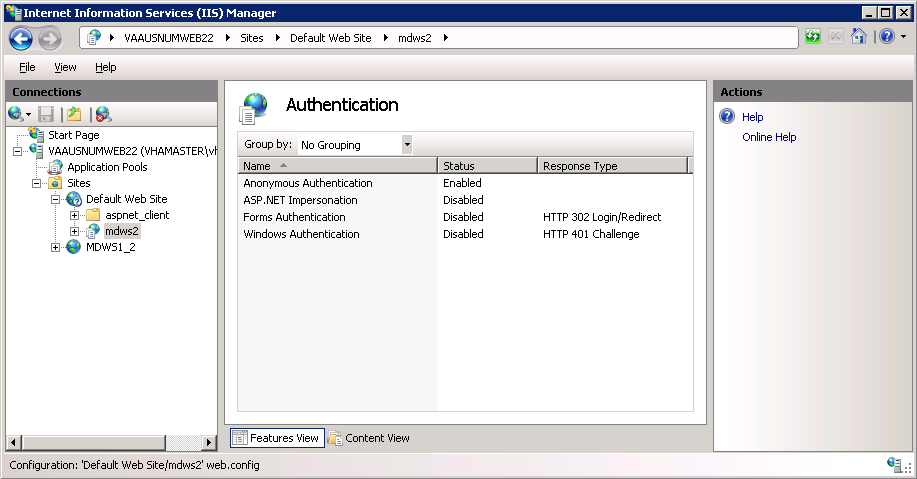 Internet Information Services (IIS) Manager
VAAUSNUMWEB22 Sites Default Web Site mdws2
File View Help
Connections
Start Page
VAAUSNUMWEB22 (VHAMASTER\vh
Application Pools
Sites
Default Web Site
aspnet_client
mdws2
MDWS1_2
Authentication
Group by: No Grouping
Name Status Response Type
Anonymous Authentication Enabled
ASP.NET Impersonation Disabled
Forms Authentication Disabled HTTP 302 Login/Redirect
Windows Authentication Disabled HTTP 401 Challenge
Features View Content View
Actions
Help
Online Help
Configuration: 'Default Web Site/mdws2' web.config